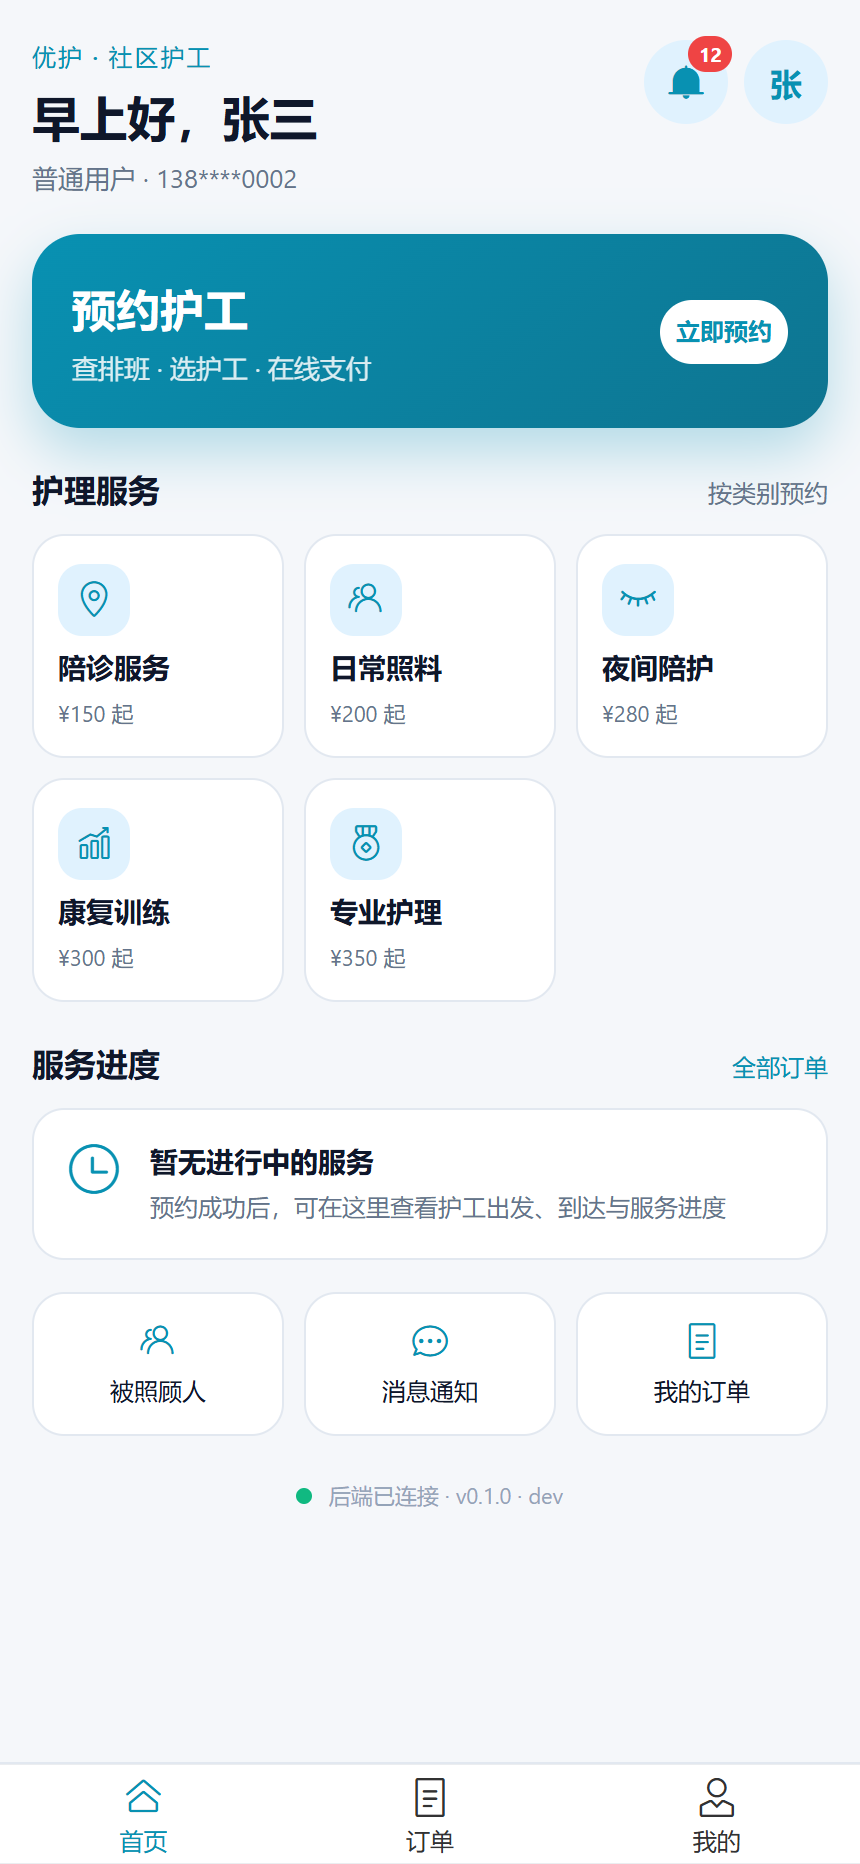 优护 · 社区护工
12
张
早上好，张三
普通用户 · 138****0002
预约护工
查排班 · 选护工 · 在线支付
立即预约
护理服务
按类别预约
陪诊服务
¥150 起
日常照料
¥200 起
夜间陪护
¥280 起
康复训练
¥300 起
专业护理
¥350 起
服务进度
全部订单
暂无进行中的服务
预约成功后，可在这里查看护工出发、到达与服务进度
被照顾人
消息通知
我的订单
后端已连接 · v0.1.0 · dev
首页
订单
我的